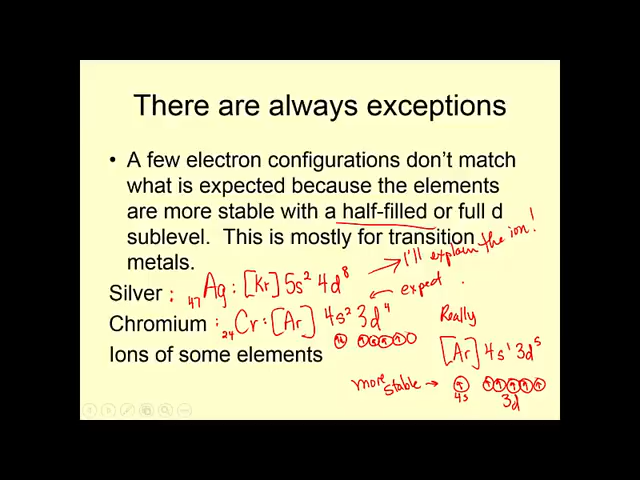 There are always exceptions
• A few electron configurations don't match
what is expected because the elements
are more stable with a half-filled or full d
sublevel. This is mostly for transition
metals.
I'll explain the ion!
Silver : 47Ag : [Kr] 5s² 4d⁸
expect
Chromium : 24Cr : [Ar] 4s² 3d⁴
Really
Ions of some elements
[Ar] 4s¹ 3d⁵
more stable →
4s 3d